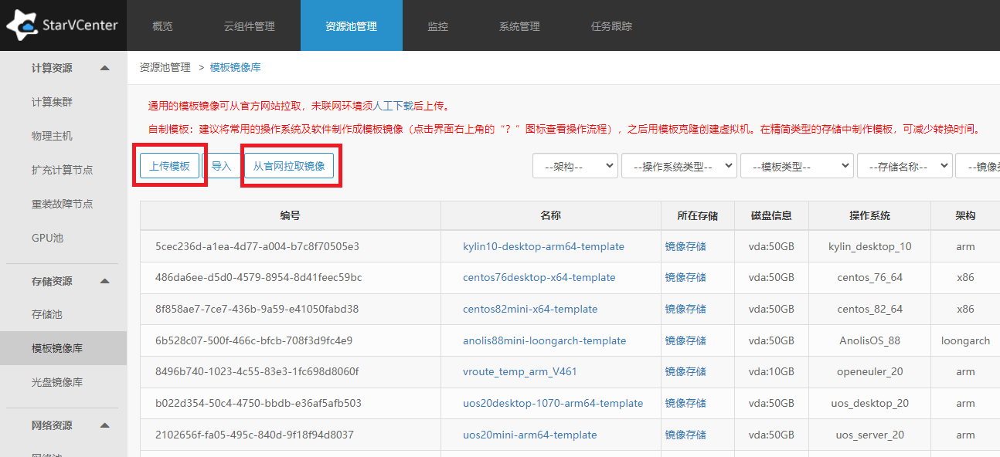 StarVCenter 概览 云组件管理 资源池管理 监控 系统管理 任务跟踪
计算资源
计算集群
物理主机
扩充计算节点
重装故障节点
GPU池
存储资源
存储池
模板镜像库
光盘镜像库
网络资源
资源池管理 > 模板镜像库
通用的模板镜像可从官方网站拉取，未联网环境须人工下载后上传。
自制模板：建议将常用的操作系统及软件制作成模板镜像（点击界面右上角的“？”图标查看操作流程），之后用模板克隆创建虚拟机。在精简类型的存储中制作模板，可减少转换时间。
上传模板 导入 从官网拉取镜像 --架构-- --操作系统类型-- --模板类型-- --存储名称-- --镜像
编号 名称 所在存储 磁盘信息 操作系统 架构
5cec236d-a1ea-4d77-a004-b7c8f70505e3 kylin10-desktop-arm64-template 镜像存储 vda:50GB kylin_desktop_10 arm
486da6ee-d5d0-4579-8954-8d41feec59bc centos76desktop-x64-template 镜像存储 vda:50GB centos_76_64 x86
8f858ae7-7ce7-436b-9a59-e41050fabd38 centos82mini-x64-template 镜像存储 vda:50GB centos_82_64 x86
6b528c07-500f-466c-bfcb-708f3d9fc4e9 anolis88mini-loongarch-template 镜像存储 vda:50GB AnolisOS_88 loongarch
8496b740-1023-4c55-83e3-1fc698d8060f vroute_temp_arm_V461 镜像存储 vda:10GB openeuler_20 arm
b022d354-50c4-4750-bbdb-e36af5afb503 uos20desktop-1070-arm64-template 镜像存储 vda:50GB uos_desktop_20 arm
2102656f-fa05-495c-840d-9f18f94d8037 uos20mini-arm64-template 镜像存储 vda:50GB uos_server_20 arm